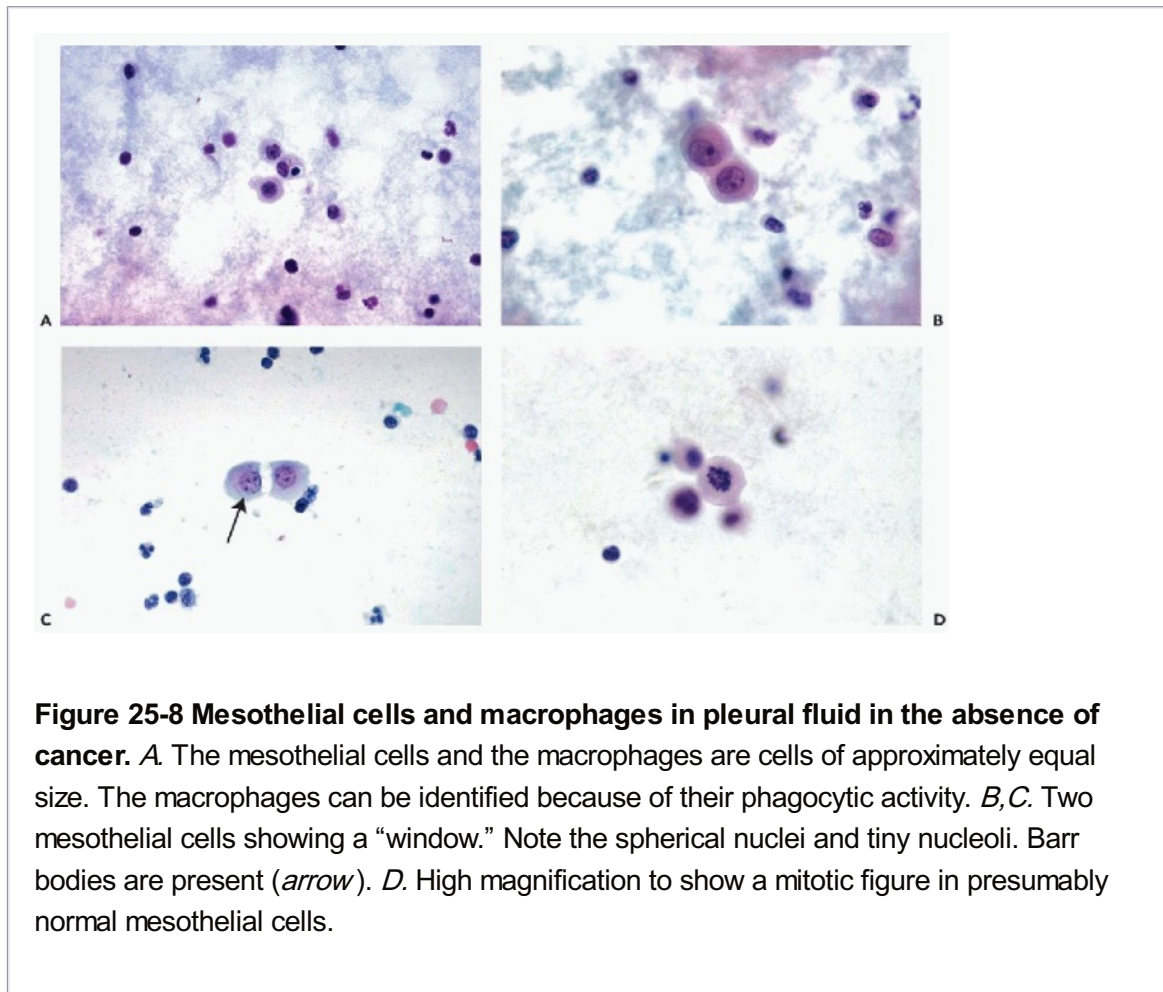 A
B
C
D
Figure 25-8 Mesothelial cells and macrophages in pleural fluid in the absence of
cancer. A. The mesothelial cells and the macrophages are cells of approximately equal
size. The macrophages can be identified because of their phagocytic activity. B,C. Two
mesothelial cells showing a “window.” Note the spherical nuclei and tiny nucleoli. Barr
bodies are present (arrow). D. High magnification to show a mitotic figure in presumably
normal mesothelial cells.